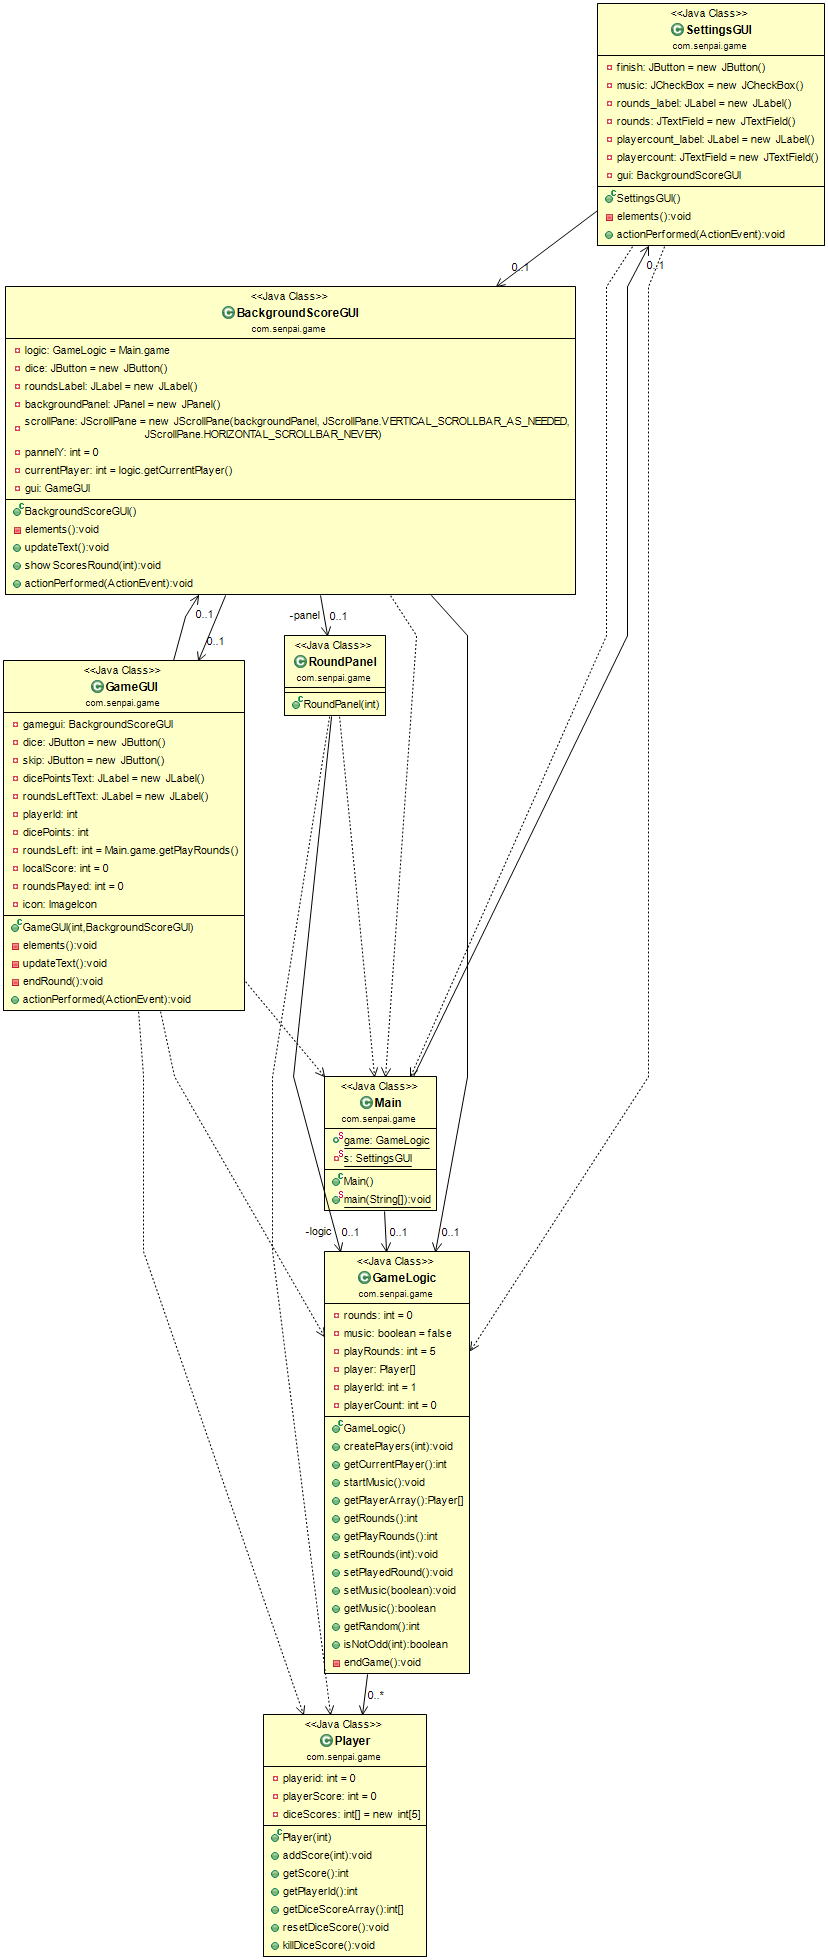 <<Java Class>>
SettingsGUI
com.senpai.game
finish: JButton = new JButton()
music: JCheckBox = new JCheckBox()
rounds_label: JLabel = new JLabel()
rounds: JTextField = new JTextField()
playercount_label: JLabel = new JLabel()
playercount: JTextField = new JTextField()
gui: BackgroundScoreGUI
SettingsGUI()
elements():void
actionPerformed(ActionEvent):void
0..1
0..1
<<Java Class>>
BackgroundScoreGUI
com.senpai.game
logic: GameLogic = Main.game
dice: JButton = new JButton()
roundsLabel: JLabel = new JLabel()
backgroundPanel: JPanel = new JPanel()
scrollPane: JScrollPane = new JScrollPane(backgroundPanel, JScrollPane.VERTICAL_SCROLLBAR_AS_NEEDED,
JScrollPane.HORIZONTAL_SCROLLBAR_NEVER)
pannelY: int = 0
currentPlayer: int = logic.getCurrentPlayer()
gui: GameGUI
BackgroundScoreGUI()
elements():void
updateText():void
showScoresRound(int):void
actionPerformed(ActionEvent):void
0..1
0..1
-panel 0..1
<<Java Class>>
RoundPanel
com.senpai.game
RoundPanel(int)
<<Java Class>>
GameGUI
com.senpai.game
gamegui: BackgroundScoreGUI
dice: JButton = new JButton()
skip: JButton = new JButton()
dicePointsText: JLabel = new JLabel()
roundsLeftText: JLabel = new JLabel()
playerId: int
dicePoints: int
roundsLeft: int = Main.game.getPlayRounds()
localScore: int = 0
roundsPlayed: int = 0
icon: ImageIcon
GameGUI(int,BackgroundScoreGUI)
elements():void
updateText():void
endRound():void
actionPerformed(ActionEvent):void
<<Java Class>>
Main
com.senpai.game
game: GameLogic
s: SettingsGUI
Main()
main(String[]):void
-logic 0..1 0..1 0..1
<<Java Class>>
GameLogic
com.senpai.game
rounds: int = 0
music: boolean = false
playRounds: int = 5
player: Player[]
playerId: int = 1
playerCount: int = 0
GameLogic()
createPlayers(int):void
getCurrentPlayer():int
startMusic():void
getPlayerArray():Player[]
getRounds():int
getPlayRounds():int
setRounds(int):void
setPlayedRound():void
setMusic(boolean):void
getMusic():boolean
getRandom():int
isNotOdd(int):boolean
endGame():void
0..*
<<Java Class>>
Player
com.senpai.game
playerid: int = 0
playerScore: int = 0
diceScores: int[] = new int[5]
Player(int)
addScore(int):void
getScore():int
getPlayerId():int
getDiceScoreArray():int[]
resetDiceScore():void
killDiceScore():void